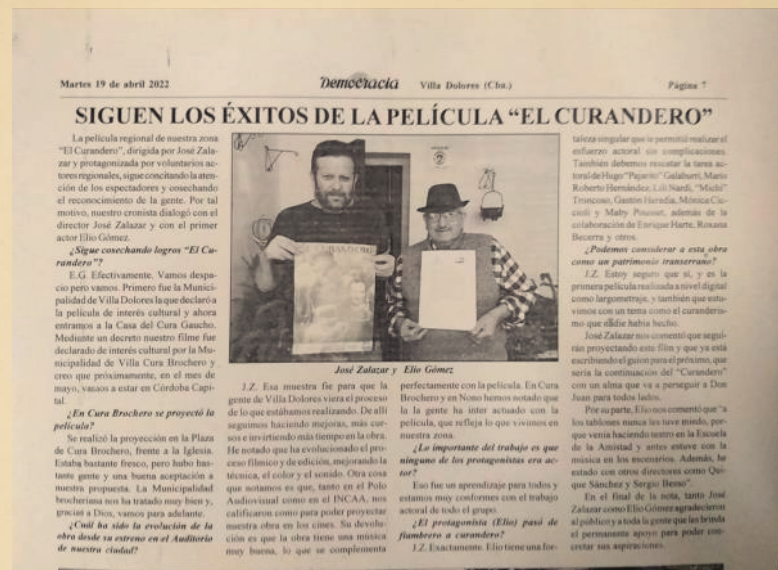 Martes 19 de abril 2022
Democracia
Villa Dolores (Cba.)
Página 7
SIGUEN LOS ÉXITOS DE LA PELÍCULA “EL CURANDERO”
La película regional de nuestra zona
“El Curandero”, dirigida por José Zala-
zar y protagonizada por voluntarios ac-
tores regionales, sigue concitando la aten-
ción de los espectadores y cosechando
el reconocimiento de la gente. Por tal
motivo, nuestro cronista dialogó con el
director José Zalazar y con el primer
actor Elio Gómez.
¿Sigue cosechando logros “El Cu-
randero”?
E.G. Efectivamente. Vamos despa-
cio pero vamos. Primero fue la Munici-
palidad de Villa Dolores la que declaró a
la película de interés cultural y ahora
entramos a la Casa del Cura Gaucho.
Mediante un decreto nuestro filme fue
declarado de interés cultural por la Mu-
nicipalidad de Villa Cura Brochero y
creo que próximamente, en el mes de
mayo, vamos a estar en Córdoba Capi-
tal.
¿En Cura Brochero se proyectó la
película?
Se realizó la proyección en la Plaza
de Cura Brochero, frente a la Iglesia.
Estaba bastante fresco, pero hubo bas-
tante gente y una buena aceptación a
nuestra propuesta. La Municipalidad
brocheriana nos ha tratado muy bien y,
gracias a Dios, vamos para adelante.
¿Cuál ha sido la evolución de la
obra desde su estreno en el Auditorio
de nuestra ciudad?
EL CURANDERO
José Zalazar y Elio Gómez
J.Z. Esa muestra fie para que la
gente de Villa Dolores viera el proceso
de lo que estábamos realizando. De allí
seguimos haciendo mejoras, más cur-
sos e invirtiendo más tiempo en la obra.
He notado que ha evolucionado el pro-
ceso fílmico y de edición, mejorando la
técnica, el color y el sonido. Otra cosa
que notamos es que, tanto en el Polo
Audiovisual como en el INCAA, nos
calificaron como para poder proyectar
nuestra obra en los cines. Su devolu-
ción es que la obra tiene una música
muy buena, lo que se complementa
perfectamente con la película. En Cura
Brochero y en Nono hemos notado que
la la gente ha inter actuado con la
película, que refleja lo que vivimos en
nuestra zona.
¿Lo importante del trabajo es que
ninguno de los protagonistas era ac-
tor?
Eso fue un aprendizaje para todos y
estamos muy conformes con el trabajo
actoral de todo el grupo.
¿El protagonista (Elio) pasó de
fiambrero a curandero?
J.Z. Exactamente. Elio tiene una for-
taleza singular que le permitió realizar el
esfuerzo actoral sin complicaciones.
También debemos rescatar la tarea ac-
toral de Hugo “Pajarito” Galaburri, Mario
Roberto Hernández, Lili Nardi, “Michi”
Troncoso, Gastón Heredia, Mónica
y Maby además de la
colaboración de Enrique Harte, Roxana
Becerra y otros.
¿Podemos considerar a esta obra
como un patrimonio transerrano?
J.Z. Estoy seguro que sí, y es la
primera película realizada a nivel digital
como largometraje, y también que estu-
vimos con un tema como el curanderis-
mo que nadie había hecho.
José Zalazar nos comentó que segui-
rán proyectando este film y que ya está
escribiendo el guion para el próximo, que
sería la continuación del “Curandero”
con un alma que va a perseguir a Don
Juan para todos lados.
Por su parte, Elio nos comentó que “a
los tablones nunca les tuve miedo, por-
que venía haciendo teatro en la Escuela
de la Amistad y antes estuve con la
música en los escenarios. Además, he
estado con otros directores como Qui-
que Sánchez y Sergio Besso”.
En el final de la nota, tanto José
Zalazar como Elio Gómez agradecieron
al público y a toda la gente que les brinda
el permanente apoyo para poder con-
cretar sus aspiraciones.